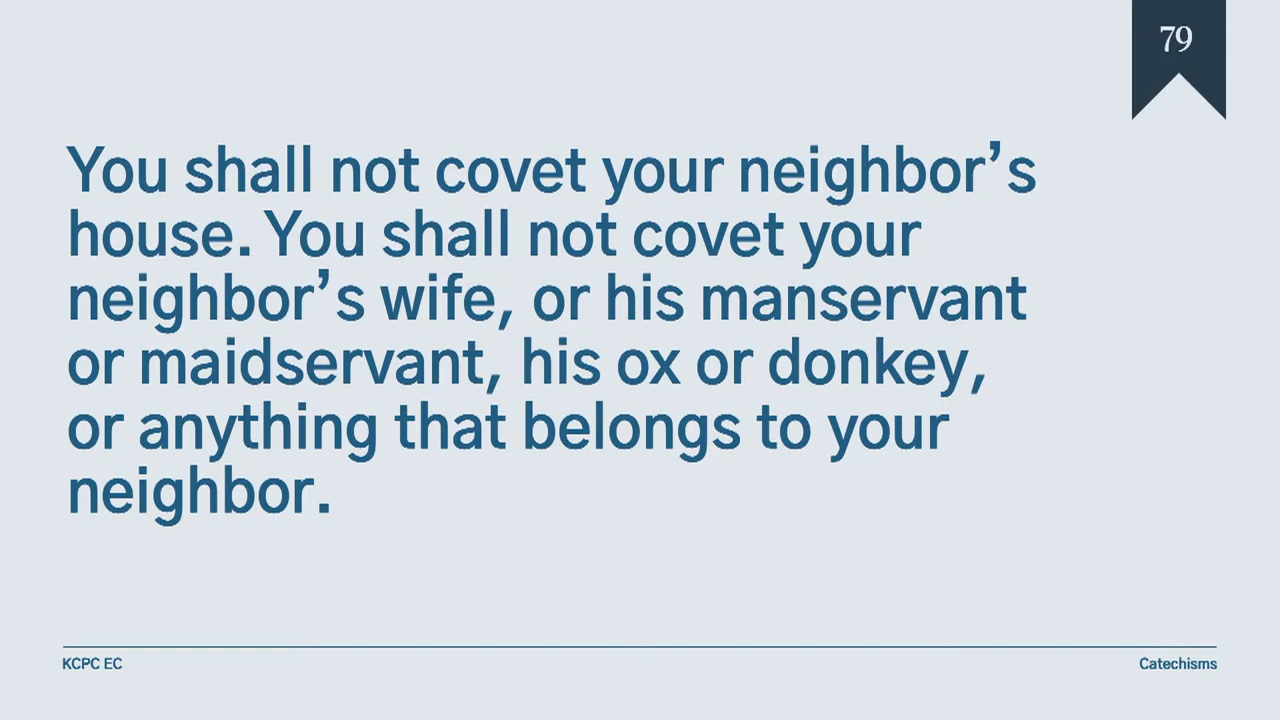 79
You shall not covet your neighbor’s
house. You shall not covet your
neighbor’s wife, or his manservant
or maidservant, his ox or donkey,
or anything that belongs to your
neighbor.
KCPC EC
Catechisms